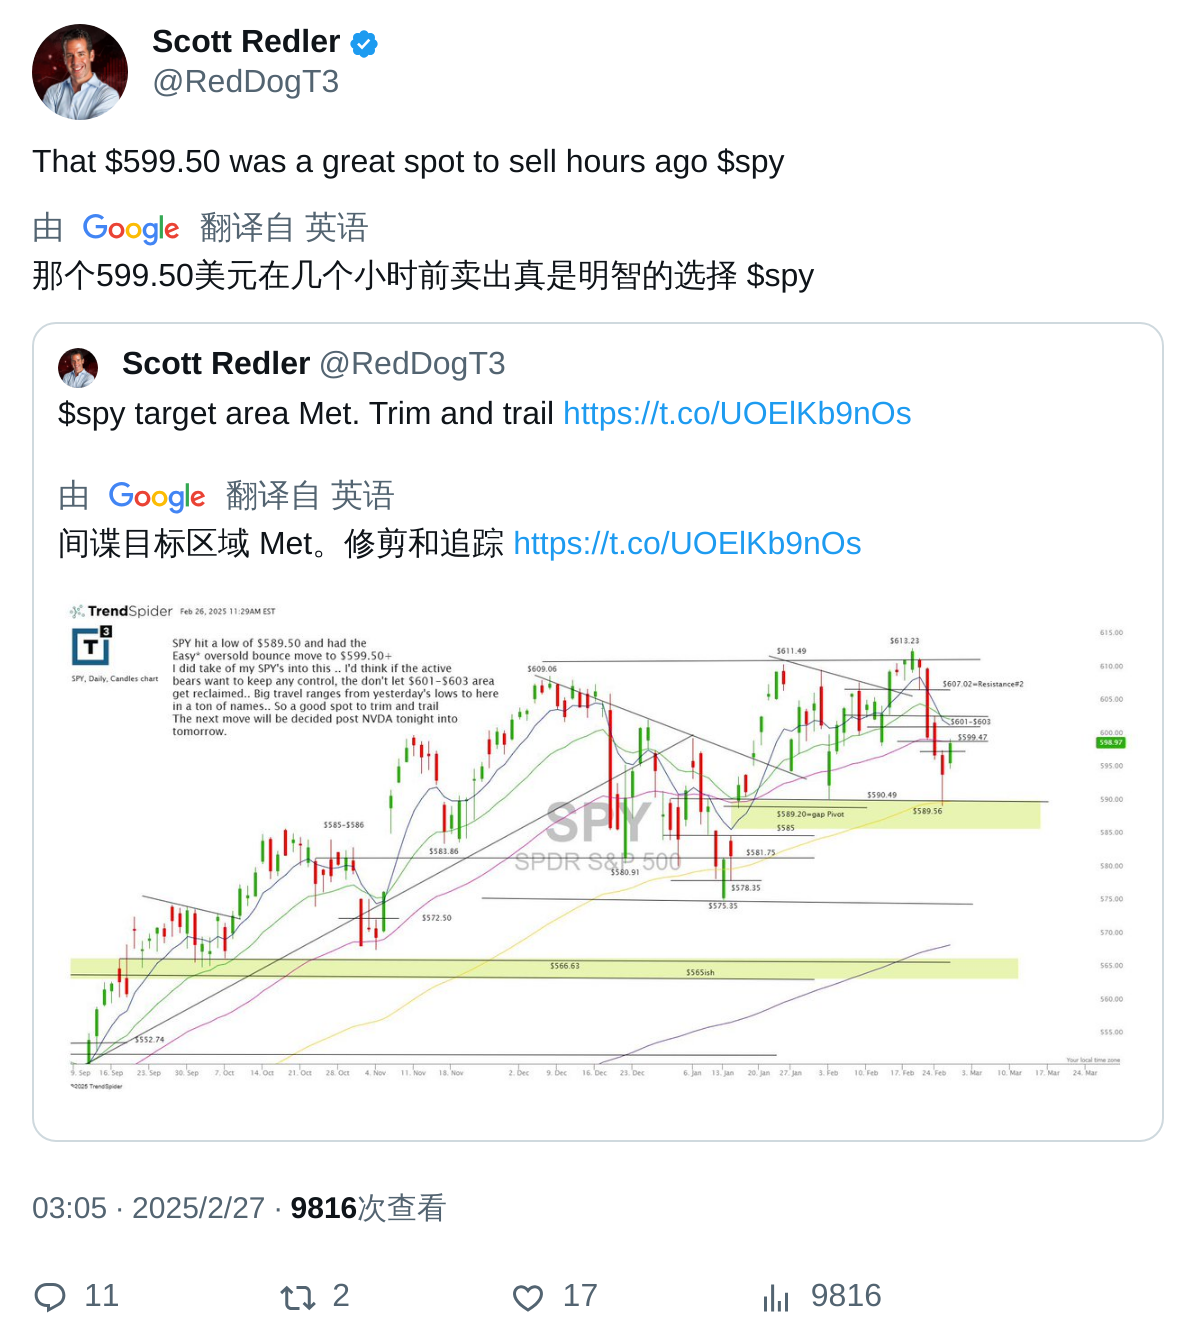 Scott Redler
@RedDogT3
That $599.50 was a great spot to sell hours ago $spy
由 Google 翻译自 英语
那个599.50美元在几个小时前卖出真是明智的选择 $spy
Scott Redler @RedDogT3
$spy target area Met. Trim and trail https://t.co/UOElKb9nOs
由 Google 翻译自 英语
间谍目标区域 Met。修剪和追踪 https://t.co/UOElKb9nOs
TrendSpider Feb 26, 2025 11:29AM EST
T3
SPY, Daily, Candles chart
SPY hit a low of $589.50 and had the
Easy* oversold bounce move to $599.50+
I did take of my SPY's into this .. I'd think if the active
bears want to keep any control, the don't let $601-$603 area
get reclaimed.. Big travel ranges from yesterday's lows to here
in a ton of names.. So a good spot to trim and trail
The next move will be decided post NVDA tonight into
tomorrow.
$613.23
$611.49
$609.06
$607.02=Resistance#2
$601-$603
$599.47
$590.49
$589.20=gap Pivot
$589.56
$585
$585-$586
$583.86
$581.75
$580.91
$578.35
$575.35
$572.50
$566.63
$565ish
$552.74
SPY
SPDR S&P 500
615.00
610.00
605.00
600.00
598.97
595.00
590.00
585.00
580.00
575.00
570.00
565.00
560.00
555.00
Your local time zone
9. Sep 16. Sep 23. Sep 30. Sep 7. Oct 14. Oct 21. Oct 28. Oct 4. Nov 11. Nov 18. Nov 2. Dec 9. Dec 16. Dec 23. Dec 6. Jan 13. Jan 20. Jan 27. Jan 3. Feb 10. Feb 17. Feb 24. Feb 3. Mar 10. Mar 17. Mar 24. Mar
©2025 TrendSpider
03:05 · 2025/2/27 · 9816次查看
11 2 17 9816